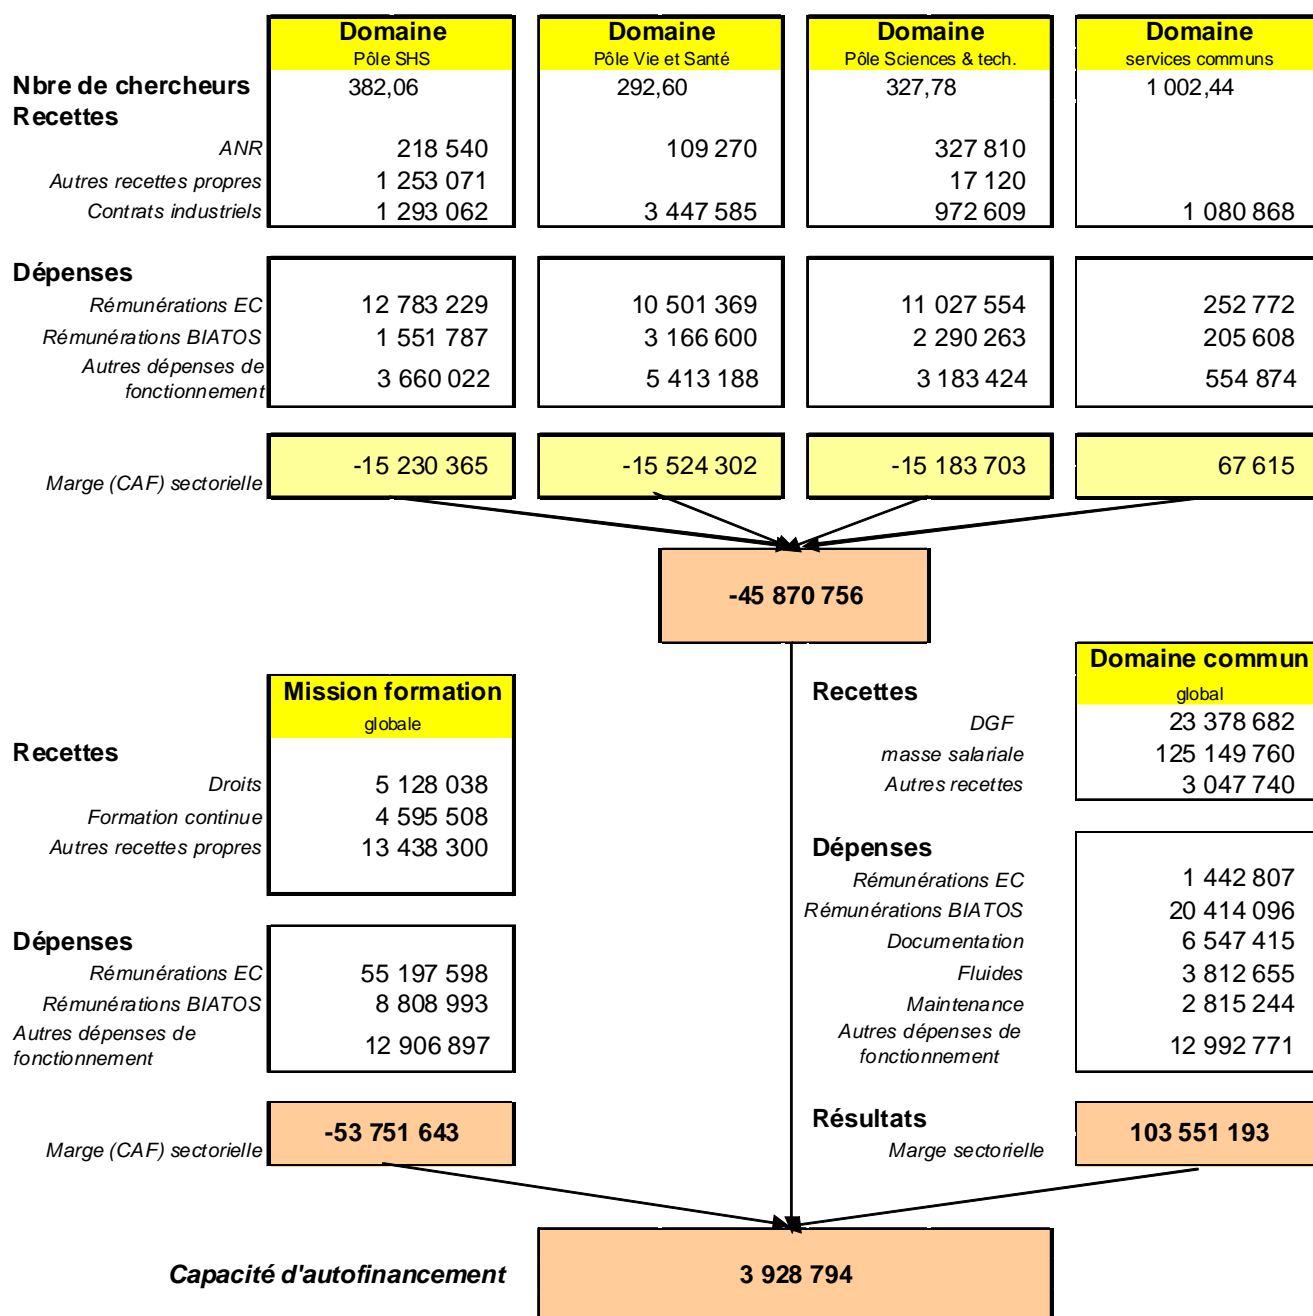 Domaine Domaine Domaine Domaine
Pôle SHS Pôle Vie et Santé Pôle Sciences & tech. services communs
Nbre de chercheurs 382,06 292,60 327,78 1 002,44
Recettes
ANR 218 540 109 270 327 810
Autres recettes propres 1 253 071 17 120
Contrats industriels 1 293 062 3 447 585 972 609 1 080 868
Dépenses
Rémunérations EC 12 783 229 10 501 369 11 027 554 252 772
Rémunérations BIATOS 1 551 787 3 166 600 2 290 263 205 608
Autres dépenses de
fonctionnement 3 660 022 5 413 188 3 183 424 554 874
Marge (CAF) sectorielle -15 230 365 -15 524 302 -15 183 703 67 615
-45 870 756
Mission formation
globale
Recettes
Droits 5 128 038
Formation continue 4 595 508
Autres recettes propres 13 438 300
Dépenses
Rémunérations EC 55 197 598
Rémunérations BIATOS 8 808 993
Autres dépenses de
fonctionnement 12 906 897
Marge (CAF) sectorielle -53 751 643
Domaine commun
Recettes global
DGF 23 378 682
masse salariale 125 149 760
Autres recettes 3 047 740
Dépenses
Rémunérations EC 1 442 807
Rémunérations BIATOS 20 414 096
Documentation 6 547 415
Fluides 3 812 655
Maintenance 2 815 244
Autres dépenses de
fonctionnement 12 992 771
Résultats
Marge sectorielle 103 551 193
Capacité d'autofinancement 3 928 794